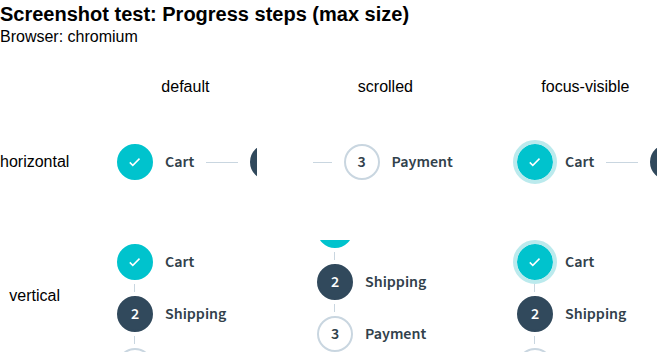 Screenshot test: Progress steps (max size)
Browser: chromium
default scrolled focus-visible
horizontal Cart 3 Payment Cart
Cart Cart
vertical 2 Shipping 2 Shipping 2 Shipping
3 Payment